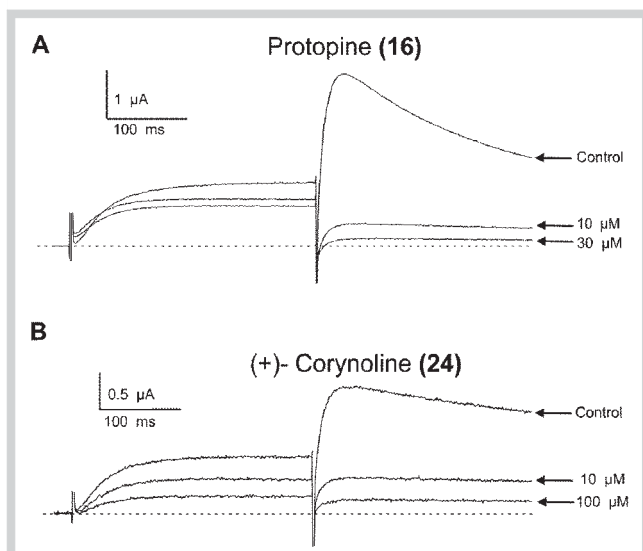 A
Protopine (16)
1 µA
100 ms
Control
10 µM
30 µM
B
(+)- Corynoline (24)
0.5 µA
100 ms
Control
10 µM
100 µM